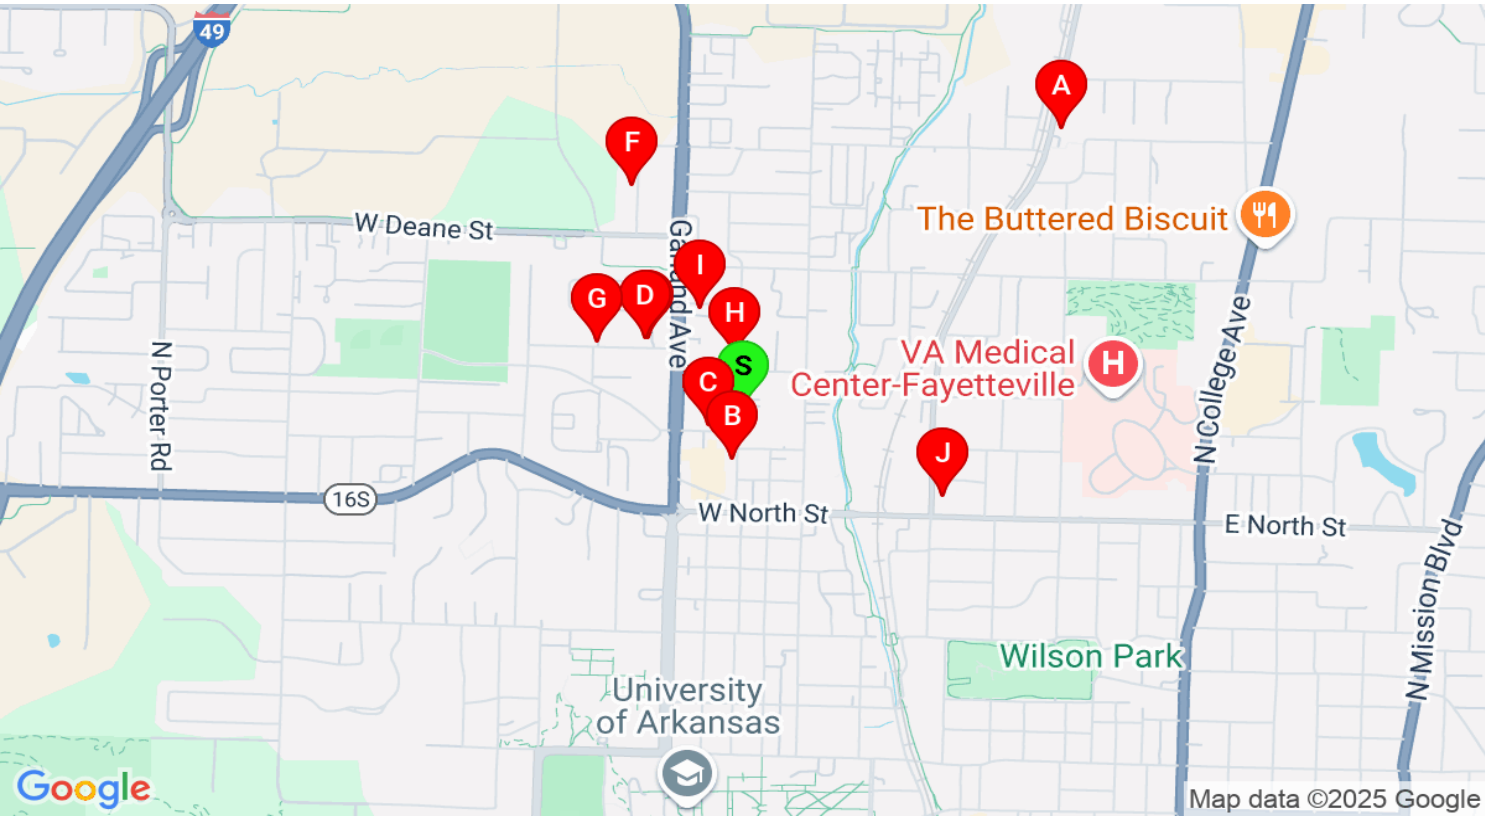 49
A
F
W Deane St
The Buttered Biscuit
Garland Ave
I
G
D
H
VA Medical
Center-Fayetteville
H
S
C
B
N Porter Rd
N College Ave
J
16S
W North St
E North St
N Mission Blvd
Wilson Park
University
of Arkansas
Google
Map data ©2025 Google